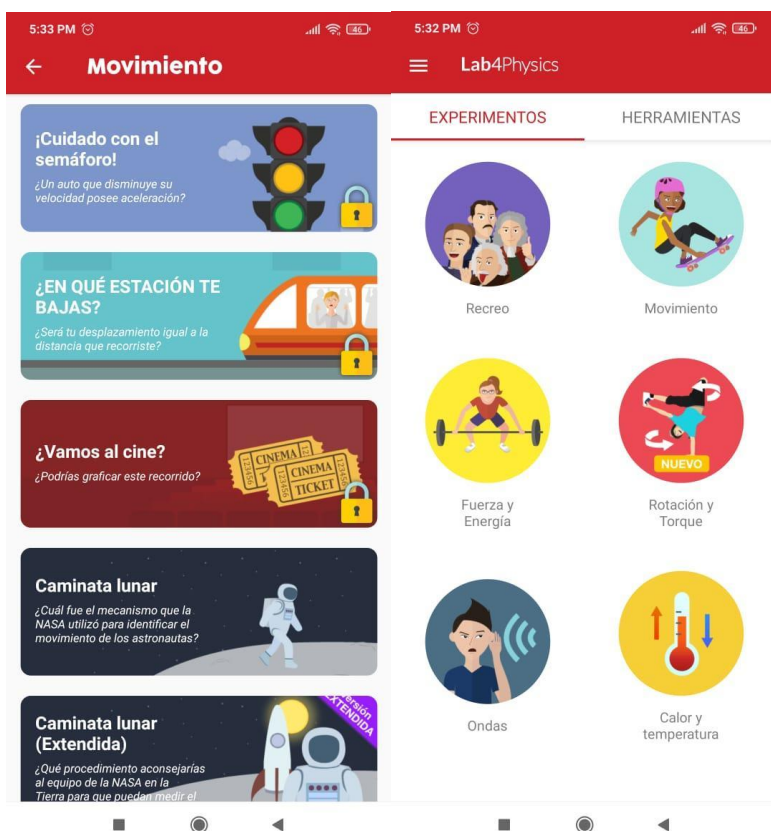 5:33 PM
46
Movimiento
¡Cuidado con el
semáforo!
¿Un auto que disminuye su
velocidad posee aceleración?
¿EN QUÉ ESTACIÓN TE
BAJAS?
¿Será tu desplazamiento igual a la
distancia que recorriste?
¿Vamos al cine?
¿Podrías graficar este recorrido?
CINEMA
CINEMA
TICKET
123456
123456
Caminata lunar
¿Cuál fue el mecanismo que la
NASA utilizó para identificar el
movimiento de los astronautas?
Versión
EXTENDIDA
Caminata lunar
(Extendida)
¿Qué procedimiento aconsejarías
al equipo de la NASA en la
Tierra para que puedan medir el
5:32 PM
46
Lab4Physics
EXPERIMENTOS
HERRAMIENTAS
Recreo
Movimiento
Fuerza y
Energía
NUEVO
Rotación y
Torque
Ondas
Calor y
temperatura